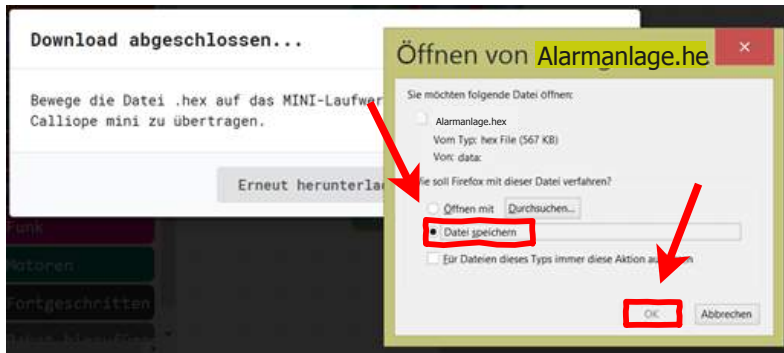 Download abgeschlossen...
Bewege die Datei .hex auf das MINI-Laufwer
Calliope mini zu übertragen.
Erneut herunterla
Funk
Motoren
Fortgeschritten
Öffnen von Alarmanlage.he
Sie möchten folgende Datei öffnen:
Alarmanlage.hex
Vom Typ: hex File (567 KB)
Von: data:
Wie soll Firefox mit dieser Datei verfahren?
Öffnen mit Durchsuchen...
Datei speichern
Für Dateien dieses Typs immer diese Aktion
OK Abbrechen